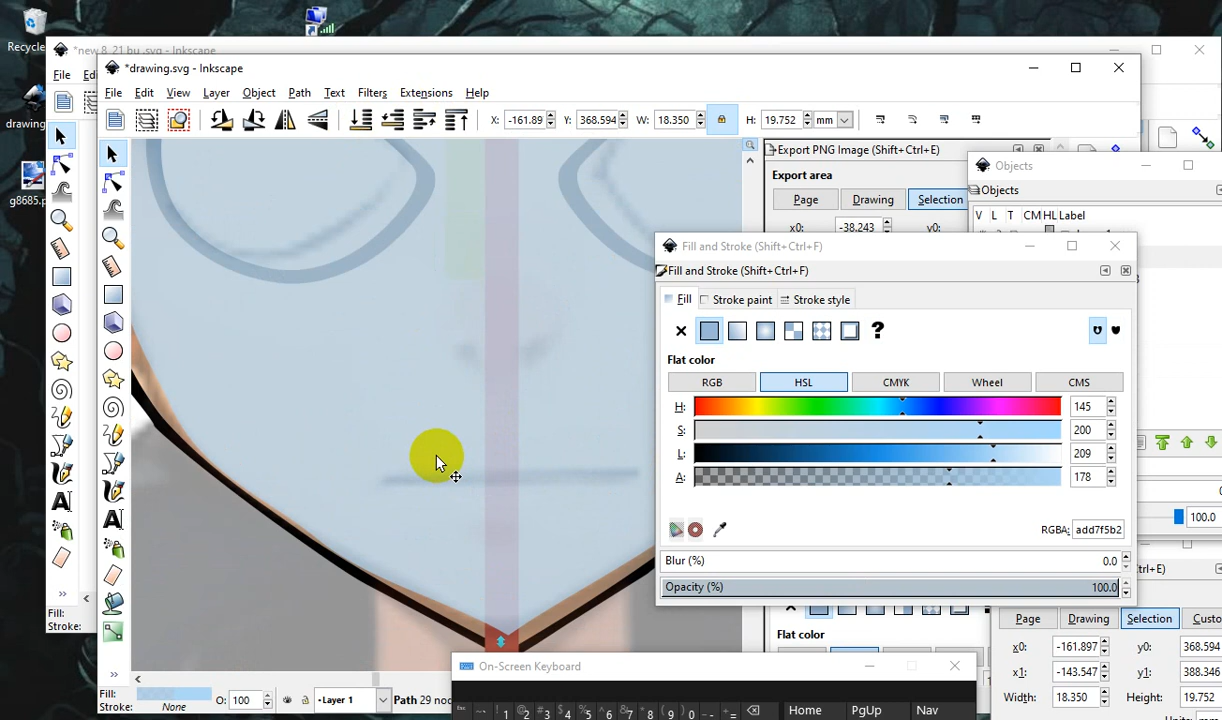 Recycle
*new 8 21 bu .svg - Inkscape
*drawing.svg - Inkscape
File
File Edit View Layer Object Path Text Filters Extensions Help
X: -161.89 Y: 368.594 W: 18.350 H: 19.752 mm
drawing
g8685.p
Export PNG Image (Shift+Ctrl+E)
Export area
Page Drawing Selection
x0: -38.243 y0:
Objects
Objects
V L T CM HL Label
Fill and Stroke (Shift+Ctrl+F)
Fill and Stroke (Shift+Ctrl+F)
Fill Stroke paint Stroke style
Flat color
RGB HSL CMYK Wheel CMS
H: 145
S: 200
L: 209
A: 178
RGBA: add7f5b2
Blur (%) 0.0
Opacity (%) 100.0
100.0
Flat color
Page Drawing Selection Custo
x0: -161.897 y0: 368.594
x1: -143.547 y1: 388.346
Width: 18.350 Height: 19.752
Fill:
Stroke:
Fill:
Stroke: None
O: 100
Layer 1
Path 29 no
On-Screen Keyboard
Home PgUp Nav